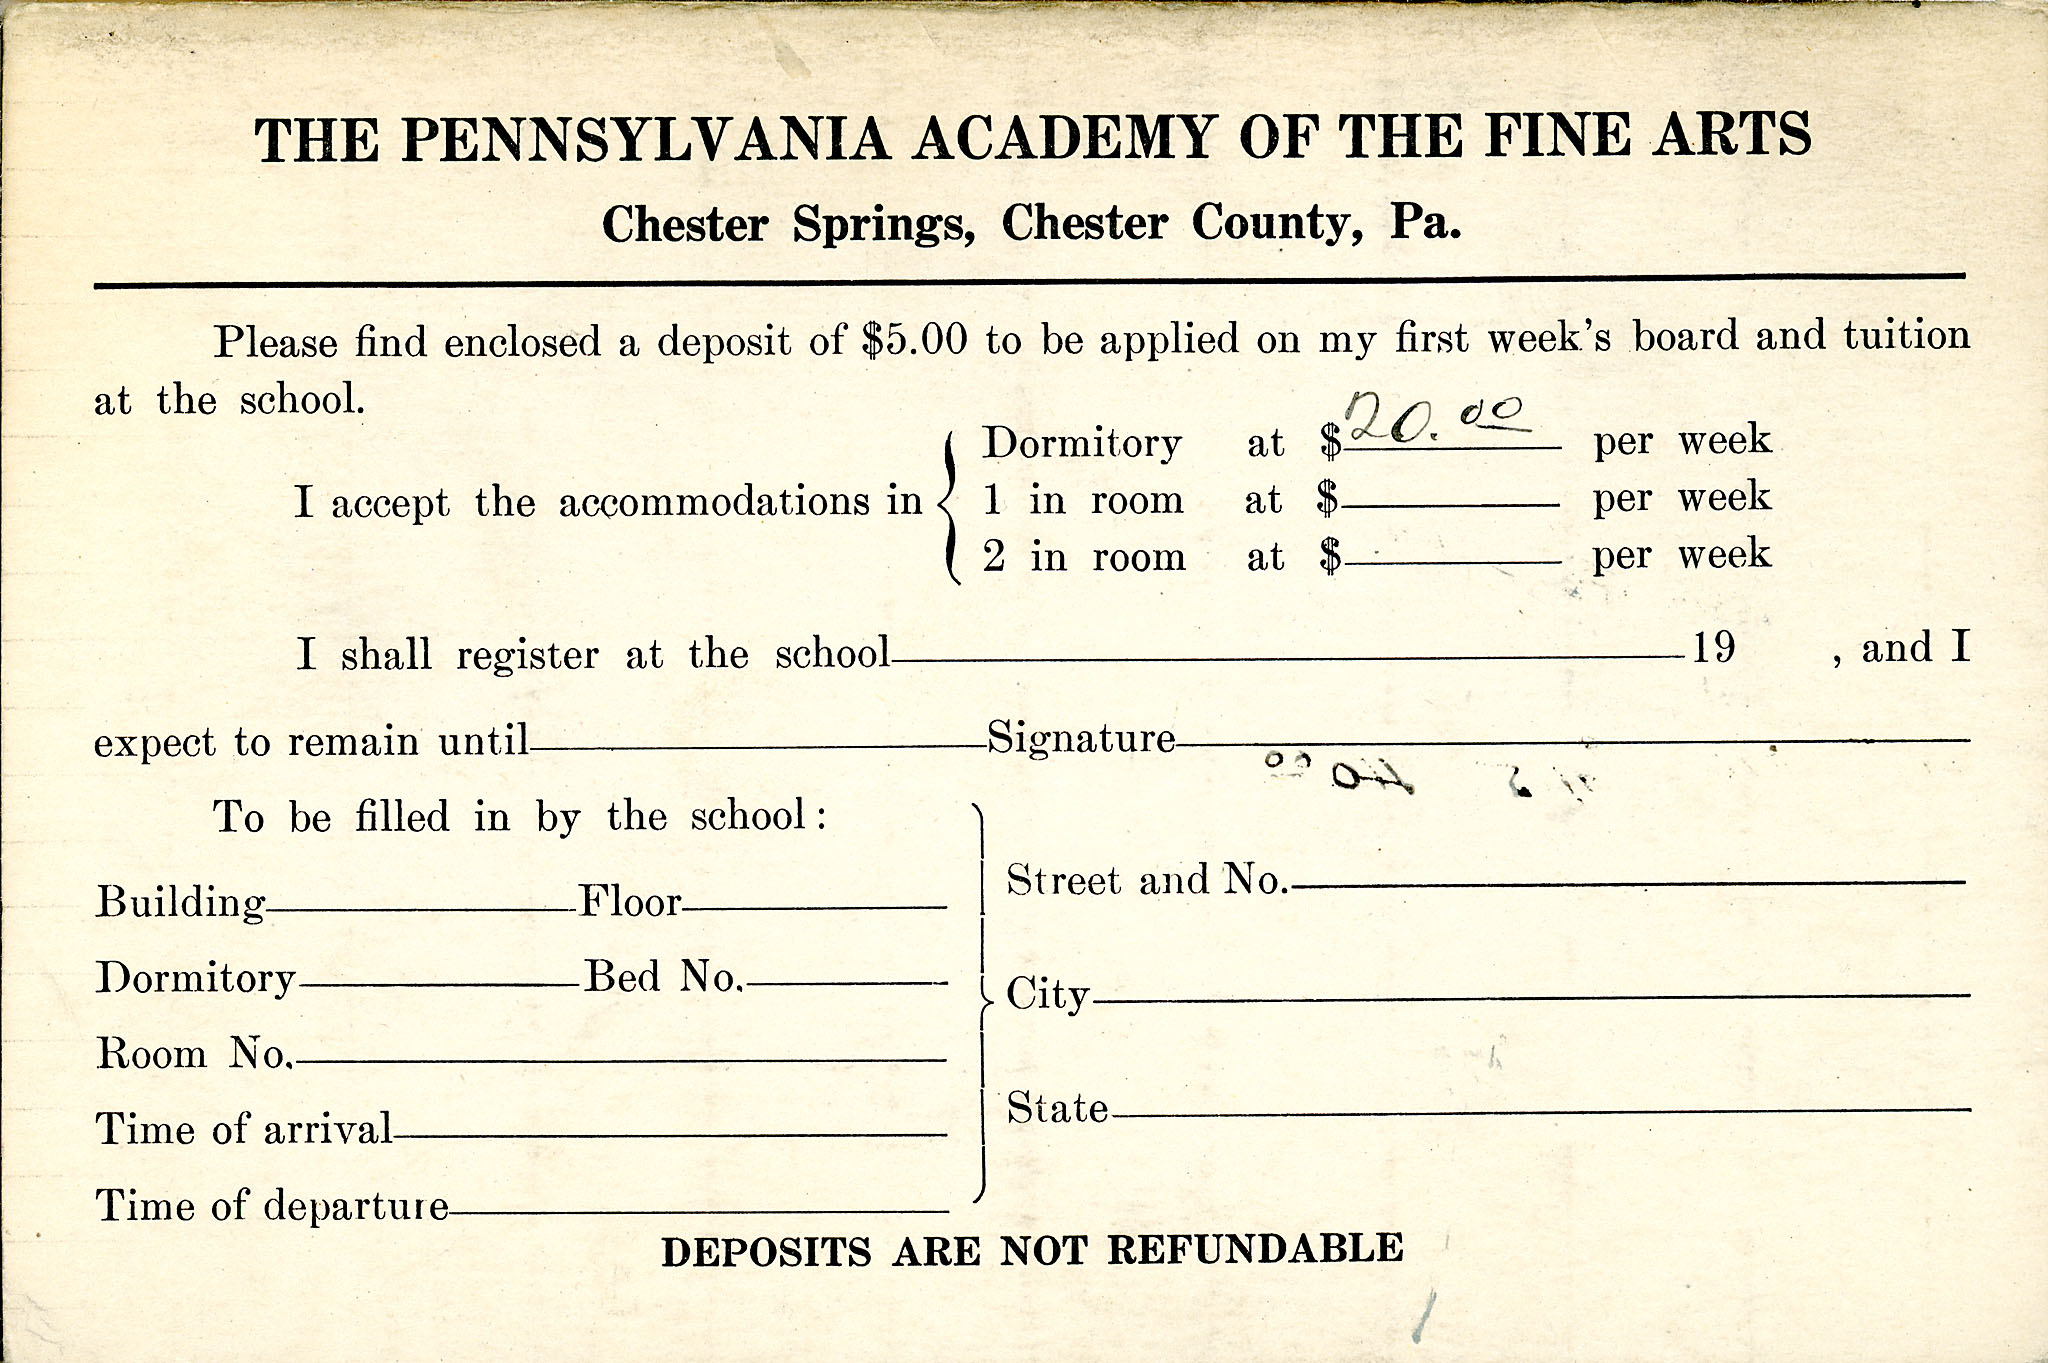 THE PENNSYLVANIA ACADEMY OF THE FINE ARTS
Chester Springs, Chester County, Pa.
Please find enclosed a deposit of $5.00 to be applied on my first week's board and tuition
at the school.
I accept the accommodations in
Dormitory at $20.00 per week
1 in room at $ per week
2 in room at $ per week
I shall register at the school 19 , and I
expect to remain until Signature
To be filled in by the school:
Building Floor
Dormitory Bed No.
Room No.
Time of arrival
Time of departure
Street and No.
City
State
DEPOSITS ARE NOT REFUNDABLE